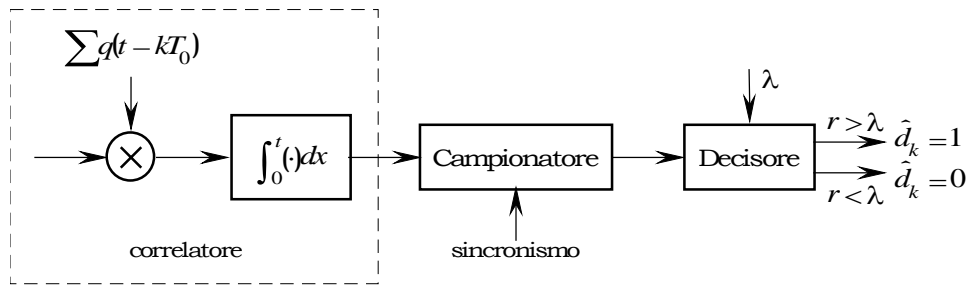 ∑q(t − kT₀)
∫₀ᵗ(·)dx
correlatore
Campionatore
sincronismo
λ
Decisore
r > λ d̂ₖ = 1
r < λ d̂ₖ = 0